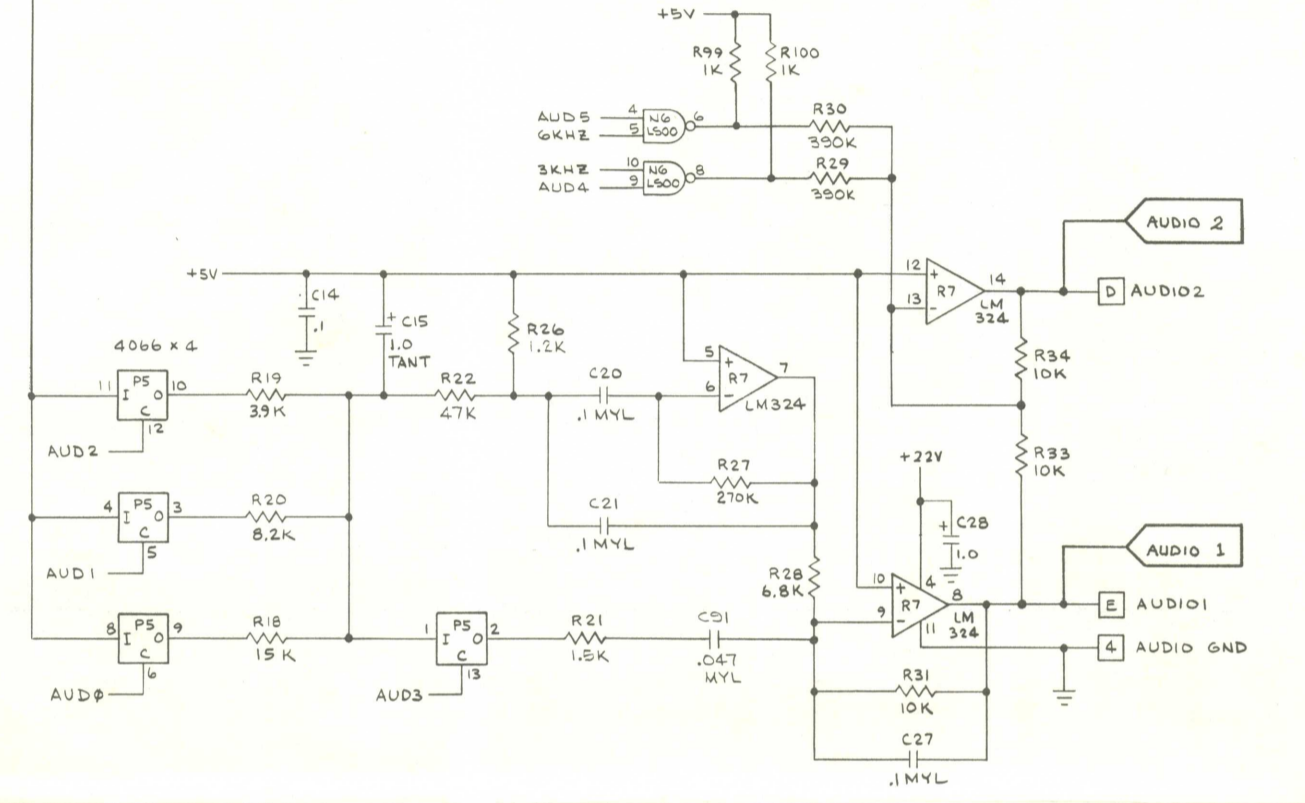 +5V
R99
1K
R100
1K
AUD5
6KHZ
4
5
N6
LS00
6
R30
390K
3KHZ
AUD4
10
9
N6
LS00
8
R29
390K
AUDIO 2
+5V
12
13
+
-
R7
14
LM
324
D
AUDIO2
C14
.1
+
C15
1.0
TANT
R26
1.2K
4066 x 4
11
I
P5
O
C
10
12
AUD2
R19
3.9K
R22
47K
C20
.1 MYL
5
6
+
-
R7
7
LM324
R34
10K
R27
270K
C21
.1 MYL
+22V
R33
10K
4
I
P5
O
C
3
5
AUD1
R20
8.2K
+
C28
1.0
AUDIO 1
R28
6.8K
10
9
+
-
R7
4
8
11
LM
324
E
AUDIO1
4
AUDIO GND
8
I
P5
O
C
9
6
AUDØ
R18
15K
1
I
P5
O
C
2
13
AUD3
R21
1.5K
C91
.047
MYL
R31
10K
C27
.1 MYL